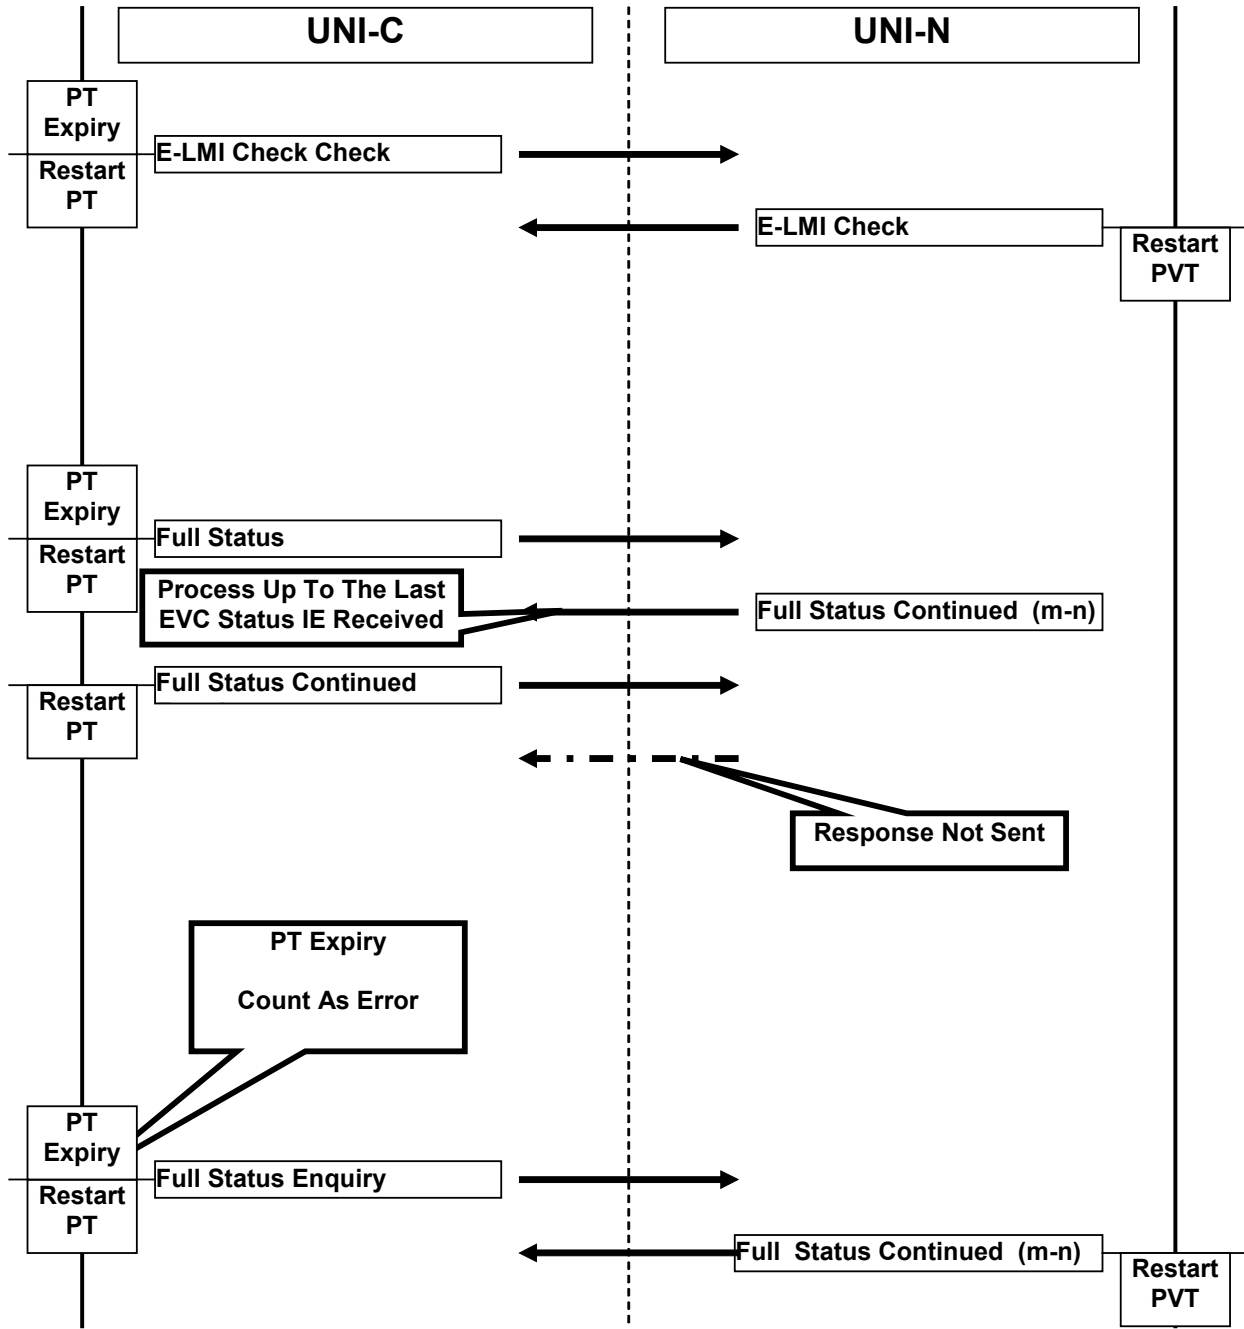 UNI-C
UNI-N
PT
Expiry
E-LMI Check Check
Restart
PT
E-LMI Check
Restart
PVT
PT
Expiry
Full Status
Restart
PT
Process Up To The Last
EVC Status IE Received
Full Status Continued (m-n)
Full Status Continued
Restart
PT
Response Not Sent
PT Expiry
Count As Error
PT
Expiry
Full Status Enquiry
Restart
PT
Full Status Continued (m-n)
Restart
PVT